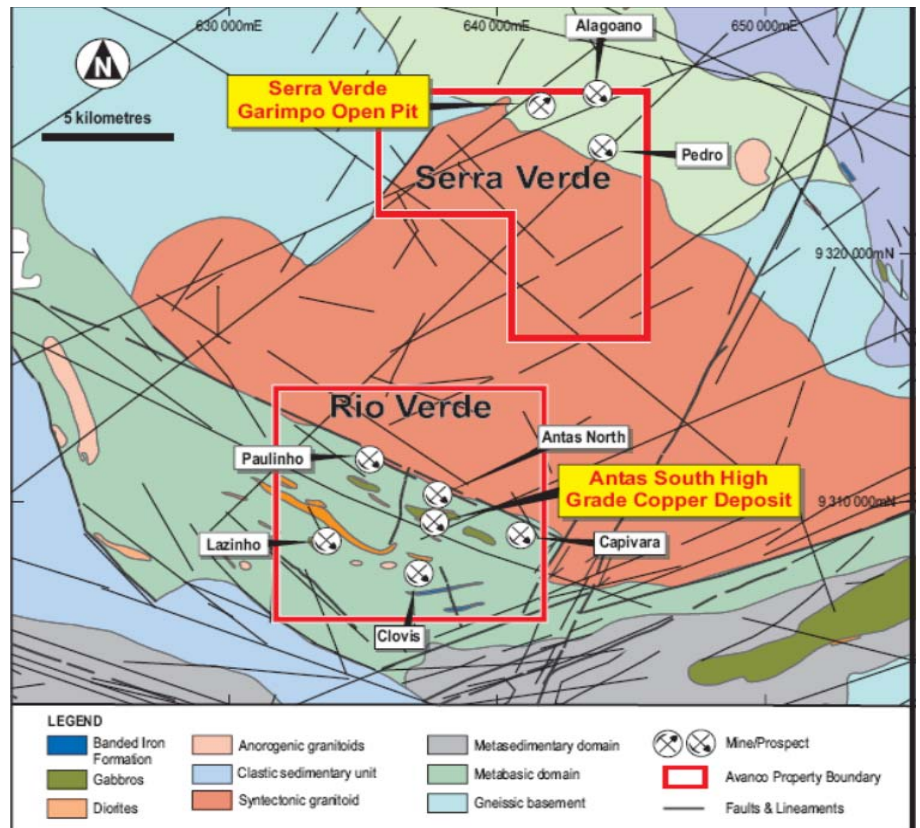 630 000mE
640 000mE
650 000mE
Alagoano
N
Serra Verde
Garimpo Open Pit
5 kilometres
Pedro
Serra Verde
9 320 000mN
Rio Verde
Paulinho
Antas North
Antas South High
Grade Copper Deposit
9 310 000mN
Lazinho
Capivara
Clovis
LEGEND
Banded Iron
Formation
Gabbros
Diorites
Anorogenic granitoids
Clastic sedimentary unit
Syntectonic granitoid
Metasedimentary domain
Metabasic domain
Gneissic basement
Mine/Prospect
Avanco Property Boundary
Faults & Lineaments